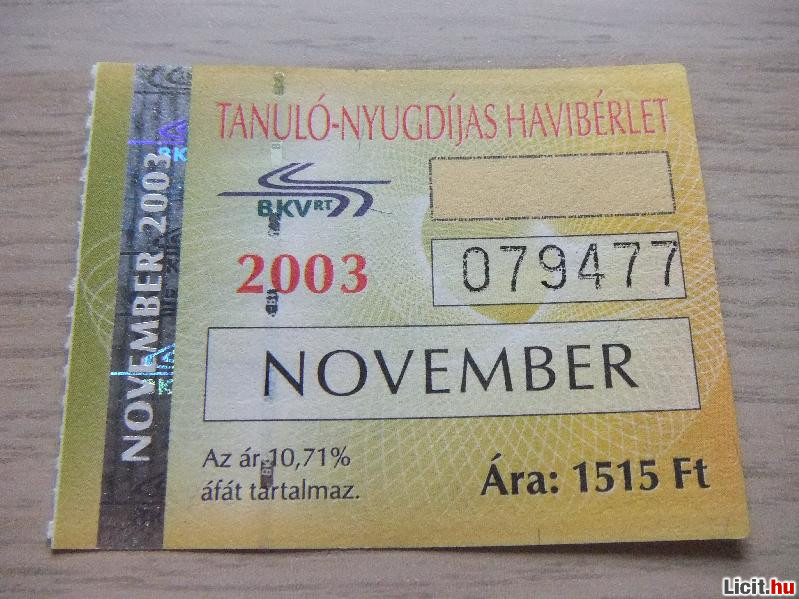 TANULÓ-NYUGDÍJAS HAVIBÉRLET
BKV RT
2003
079477
NOVEMBER
Az ár 10,71%
áfát tartalmaz.
Ára: 1515 Ft
NOVEMBER 2003
BK
Licit.hu